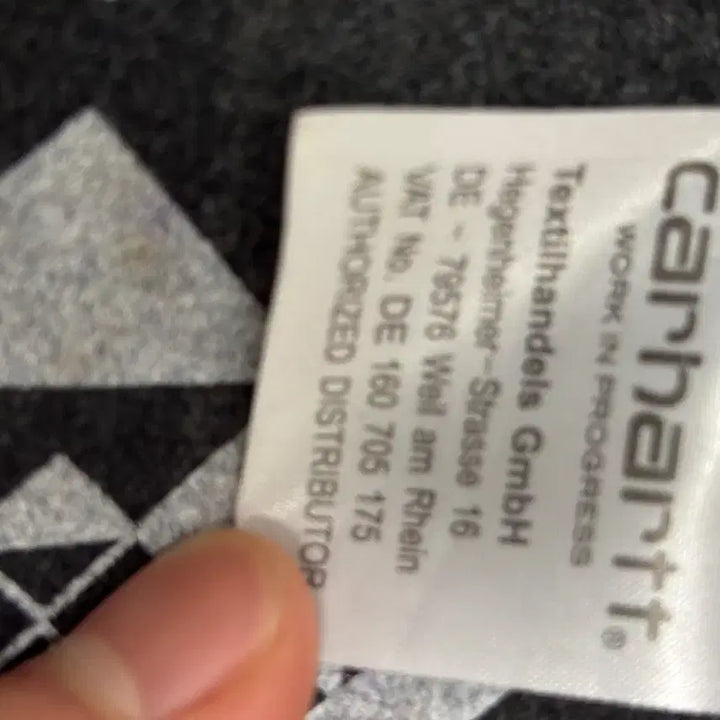 carhartt®
WORK IN PROGRESS
Textilhandels GmbH
Hegenheimer-Strasse 16
DE - 79576 Weil am Rhein
VAT No. DE 160 705 175
AUTHORIZED DISTRIBUTOR